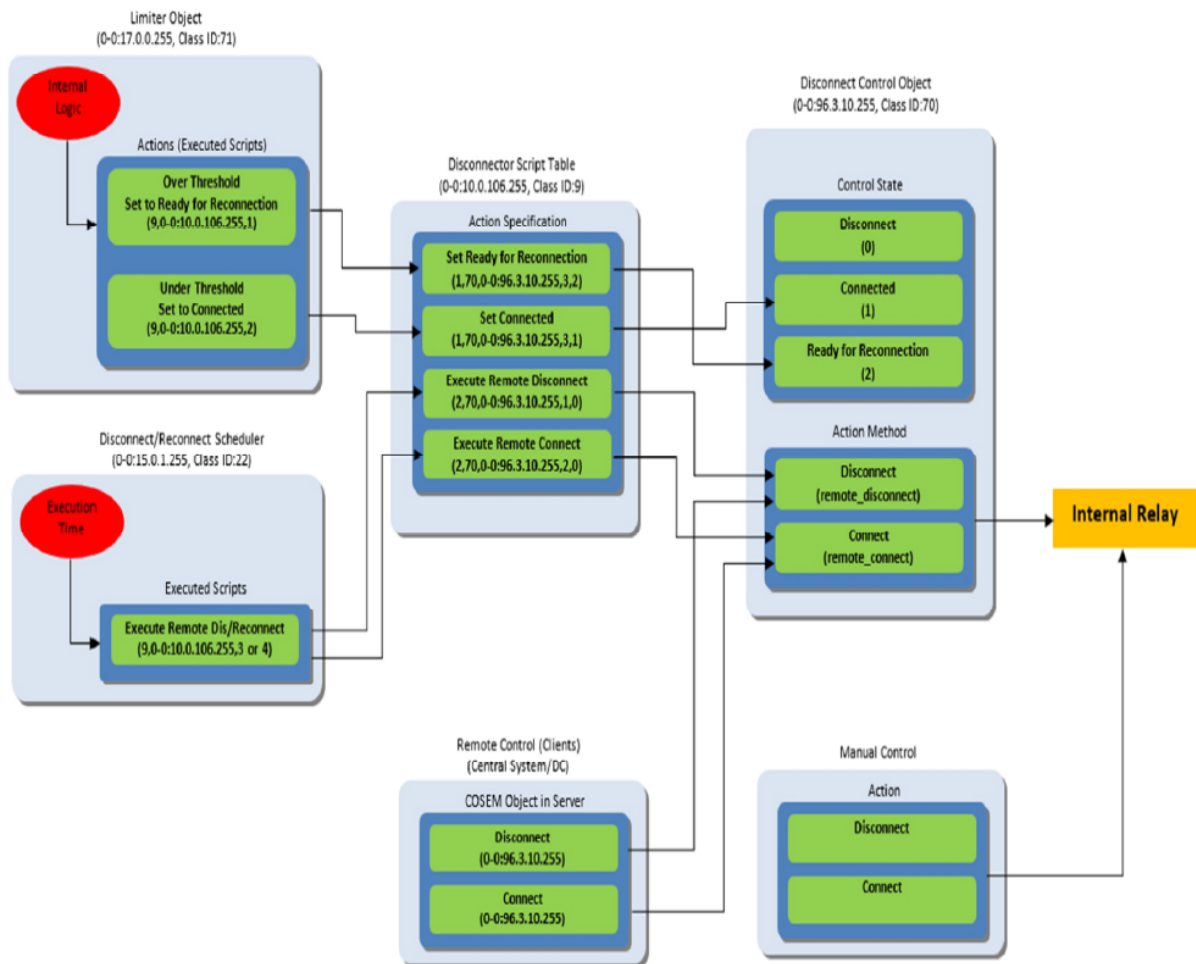 Limiter Object
(0-0:17.0.0.255, Class ID:71)
Internal
Logic
Actions (Executed Scripts)
Over Threshold
Set to Ready for Reconnection
(9,0-0:10.0.106.255,1)
Under Threshold
Set to Connected
(9,0-0:10.0.106.255,2)
Disconnect/Reconnect Scheduler
(0-0:15.0.1.255, Class ID:22)
Execution
Time
Executed Scripts
Execute Remote Dis/Reconnect
(9,0-0:10.0.106.255,3 or 4)
Disconnector Script Table
(0-0:10.0.106.255, Class ID:9)
Action Specification
Set Ready for Reconnection
(1,70,0-0:96.3.10.255,3,2)
Set Connected
(1,70,0-0:96.3.10.255,3,1)
Execute Remote Disconnect
(2,70,0-0:96.3.10.255,1,0)
Execute Remote Connect
(2,70,0-0:96.3.10.255,2,0)
Remote Control (Clients)
(Central System/DC)
COSEM Object in Server
Disconnect
(0-0:96.3.10.255)
Connect
(0-0:96.3.10.255)
Disconnect Control Object
(0-0:96.3.10.255, Class ID:70)
Control State
Disconnect
(0)
Connected
(1)
Ready for Reconnection
(2)
Action Method
Disconnect
(remote_disconnect)
Connect
(remote_connect)
Manual Control
Action
Disconnect
Connect
Internal Relay